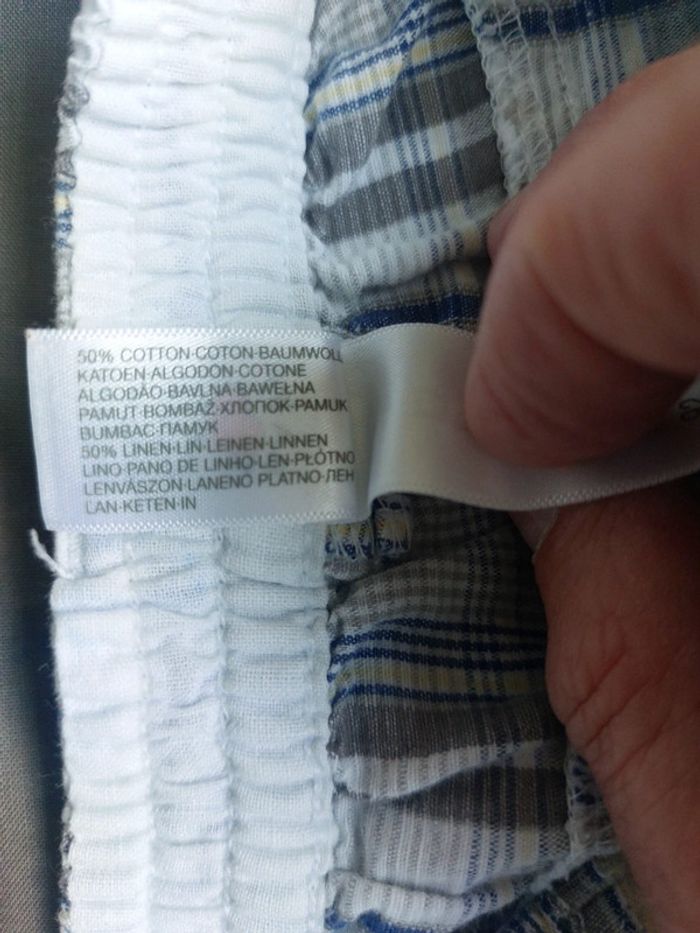 50% COTTON·COTON·BAUMWOLL
KATOEN·ALGODON·COTONE
ALGODÃO·BAVLNA·BAWEŁNA
PAMUT·BOMBAŽ·ХЛОПОК·PAMUK
BUMBAC·ПАМУК
50% LINEN·LIN·LEINEN·LINNEN
LINO·PANO DE LINHO·LEN·PŁÓTNO
LENVÁSZON·LANENO PLATNO·ЛЕН
LAN·KETEN·IN